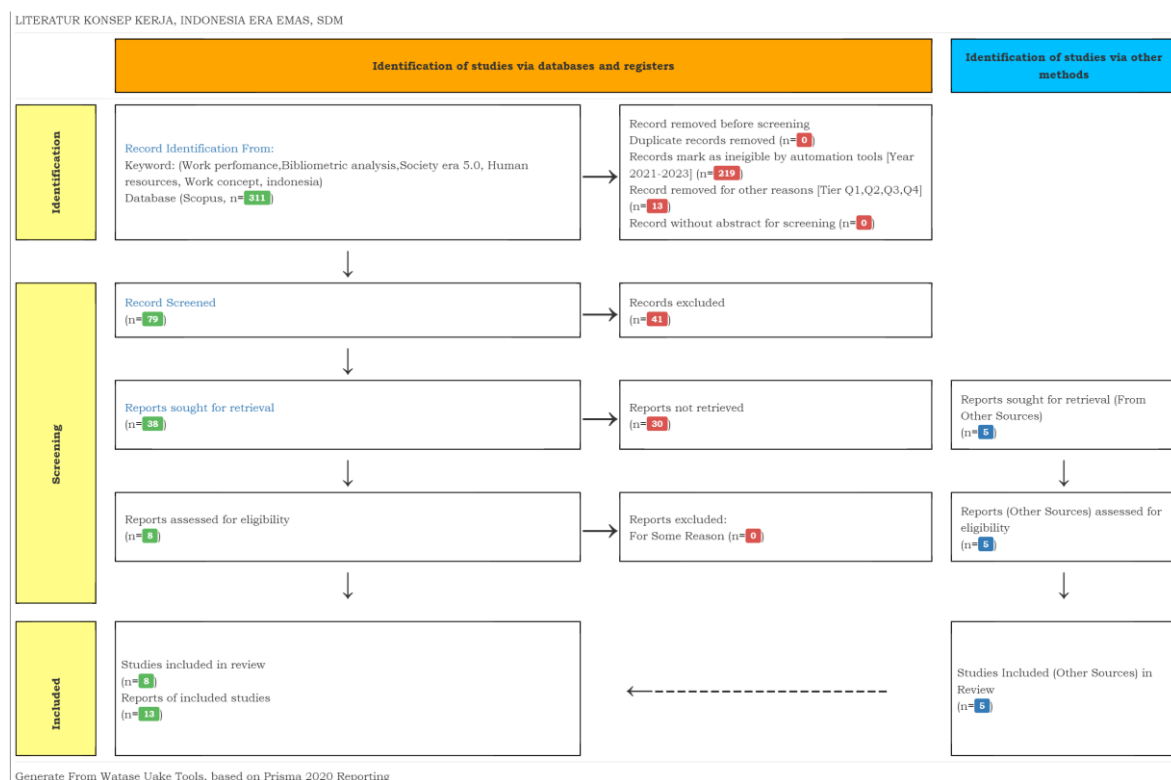 LITERATUR KONSEP KERJA, INDONESIA ERA EMAS, SDM
Identification of studies via databases and registers
Identification of studies via other
methods
Identification
Record Identification From:
Keyword: (Work perfomance,Bibliometric analysis,Society era 5.0, Human
resources, Work concept, indonesia)
Database (Scopus, n=311)
Record removed before screening
Duplicate records removed (n=0)
Records mark as ineigible by automation tools [Year
2021-2023] (n=219)
Record removed for other reasons [Tier Q1,Q2,Q3,Q4]
(n=13)
Record without abstract for screening (n=0)
Screening
Record Screened
(n=79)
Records excluded
(n=41)
Reports sought for retrieval
(n=38)
Reports not retrieved
(n=30)
Reports sought for retrieval (From
Other Sources)
(n=5)
Reports assessed for eligibility
(n=8)
Reports excluded:
For Some Reason (n=0)
Reports (Other Sources) assessed for
eligibility
(n=5)
Included
Studies included in review
(n=8)
Reports of included studies
(n=13)
Studies Included (Other Sources) in
Review
(n=5)
Generate From Watase Uake Tools, based on Prisma 2020 Reporting